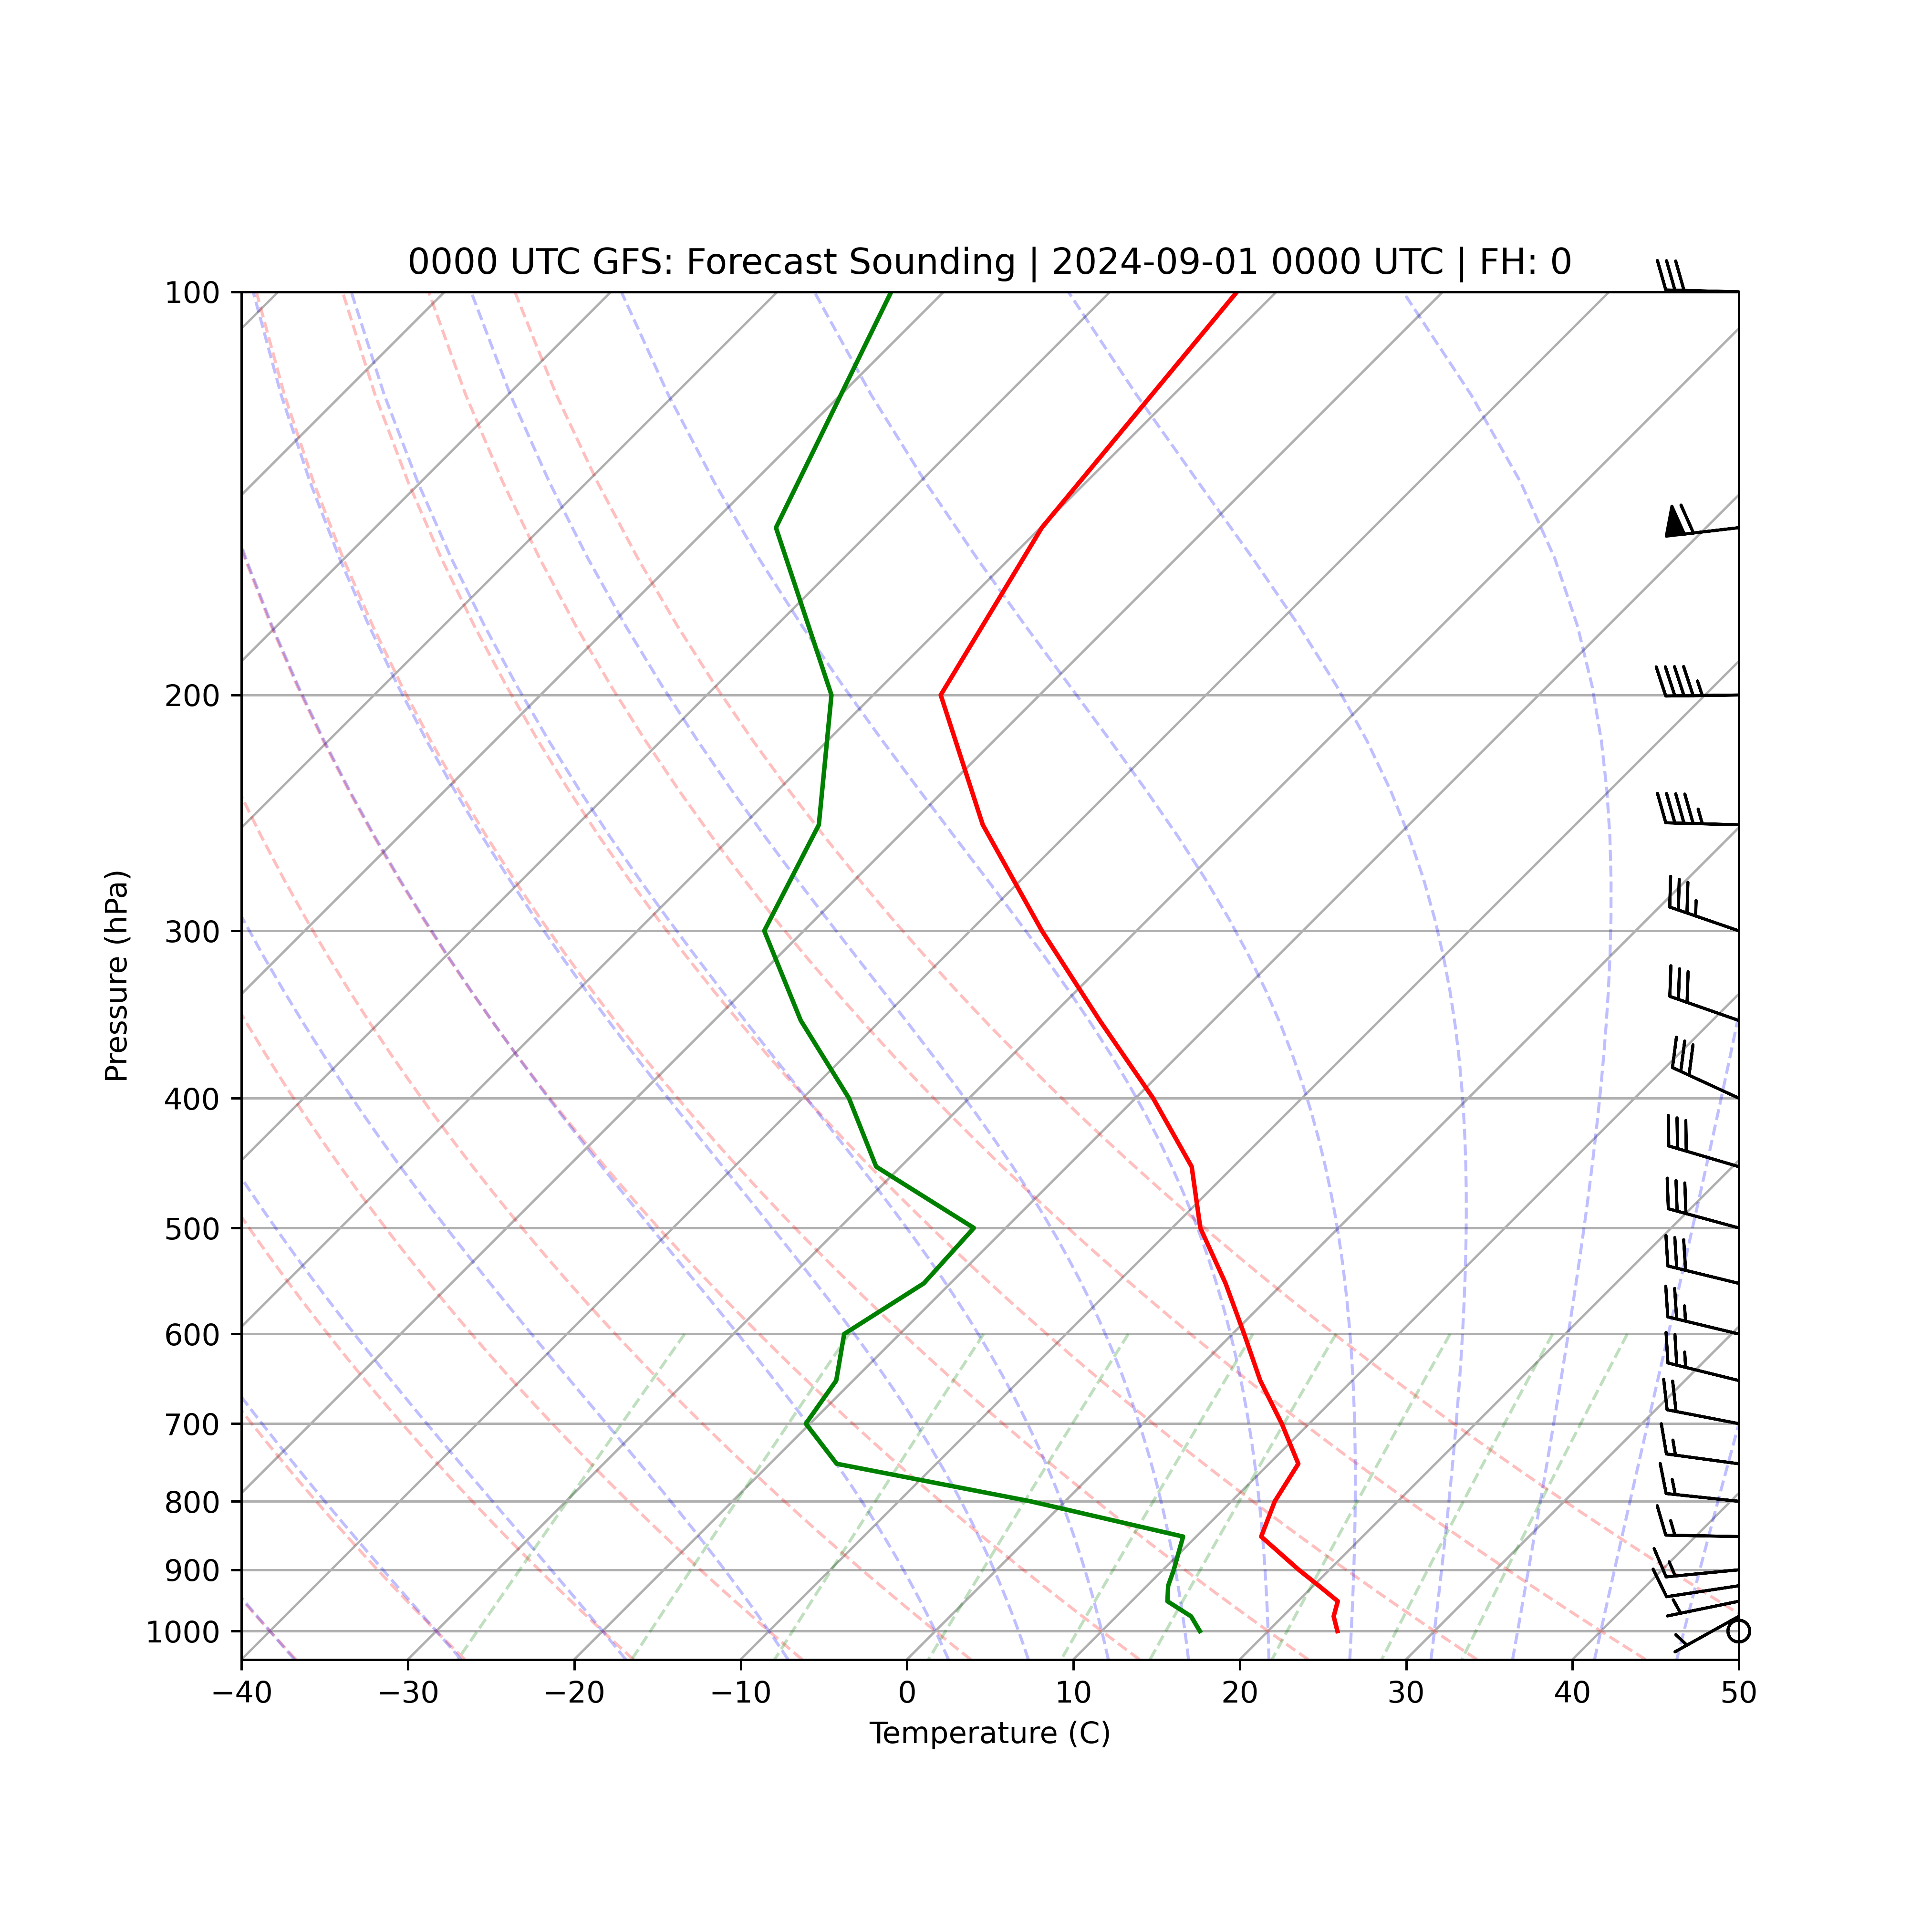 0000 UTC GFS: Forecast Sounding | 2024-09-01 0000 UTC | FH: 0
100
200
300
400
500
600
700
800
900
1000
Pressure (hPa)
−40 −30 −20 −10 0 10 20 30 40 50
Temperature (C)